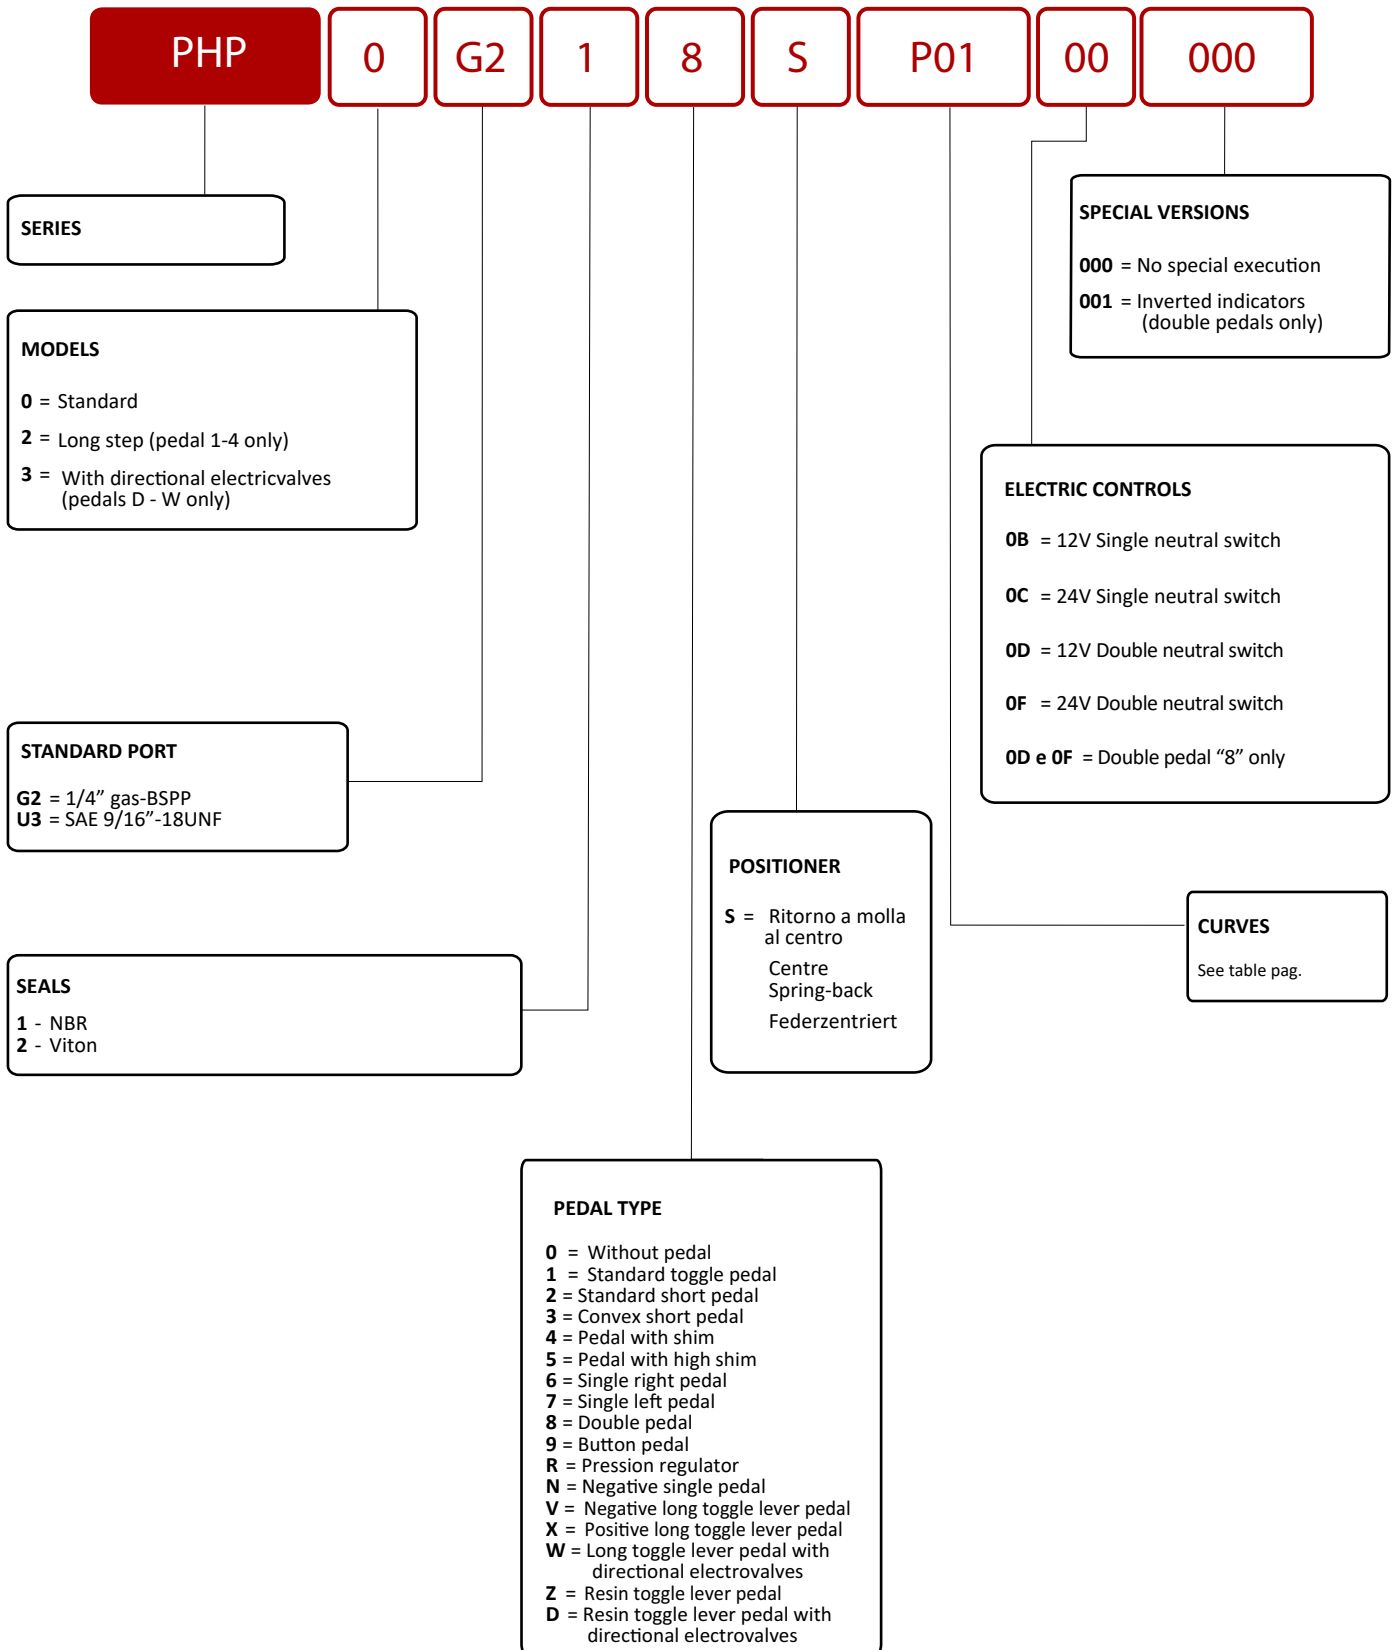 PHP 0 G2 1 8 S P01 00 000
SERIES
MODELS
0 = Standard
2 = Long step (pedal 1-4 only)
3 = With directional electricvalves
(pedals D - W only)
STANDARD PORT
G2 = 1/4” gas-BSPP
U3 = SAE 9/16”-18UNF
SEALS
1 - NBR
2 - Viton
PEDAL TYPE
0 = Without pedal
1 = Standard toggle pedal
2 = Standard short pedal
3 = Convex short pedal
4 = Pedal with shim
5 = Pedal with high shim
6 = Single right pedal
7 = Single left pedal
8 = Double pedal
9 = Button pedal
R = Pression regulator
N = Negative single pedal
V = Negative long toggle lever pedal
X = Positive long toggle lever pedal
W = Long toggle lever pedal with
directional electrovalves
Z = Resin toggle lever pedal
D = Resin toggle lever pedal with
directional electrovalves
POSITIONER
S = Ritorno a molla
al centro
Centre
Spring-back
Federzentriert
CURVES
See table pag.
ELECTRIC CONTROLS
0B = 12V Single neutral switch
0C = 24V Single neutral switch
0D = 12V Double neutral switch
0F = 24V Double neutral switch
0D e 0F = Double pedal “8” only
SPECIAL VERSIONS
000 = No special execution
001 = Inverted indicators
(double pedals only)